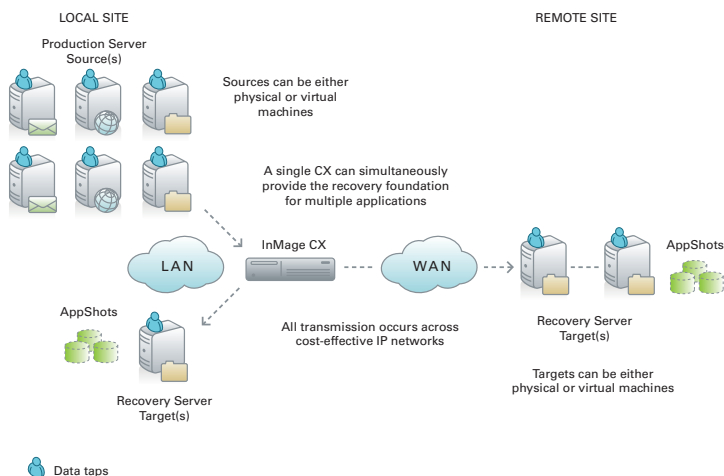 LOCAL SITE
REMOTE SITE
Production Server
Source(s)
Sources can be either
physical or virtual
machines
A single CX can simultaneously
provide the recovery foundation
for multiple applications
LAN
InMage CX
WAN
AppShots
AppShots
All transmission occurs across
cost-effective IP networks
Recovery Server
Target(s)
Targets can be either
physical or virtual machines
Recovery Server
Target(s)
Data taps